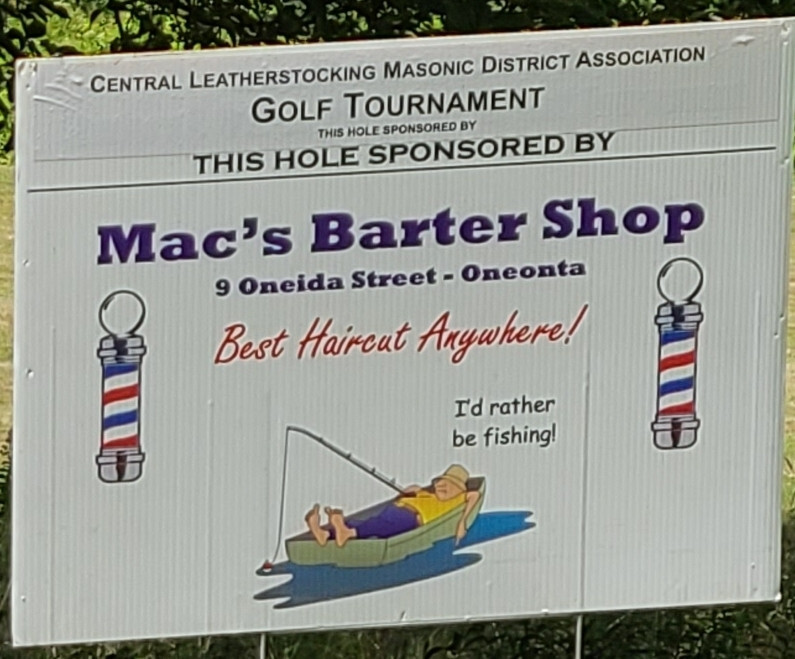 CENTRAL LEATHERSTOCKING MASONIC DISTRICT ASSOCIATION
GOLF TOURNAMENT
THIS HOLE SPONSORED BY
THIS HOLE SPONSORED BY
Mac's Barter Shop
9 Oneida Street - Oneonta
Best Haircut Anywhere!
I'd rather
be fishing!